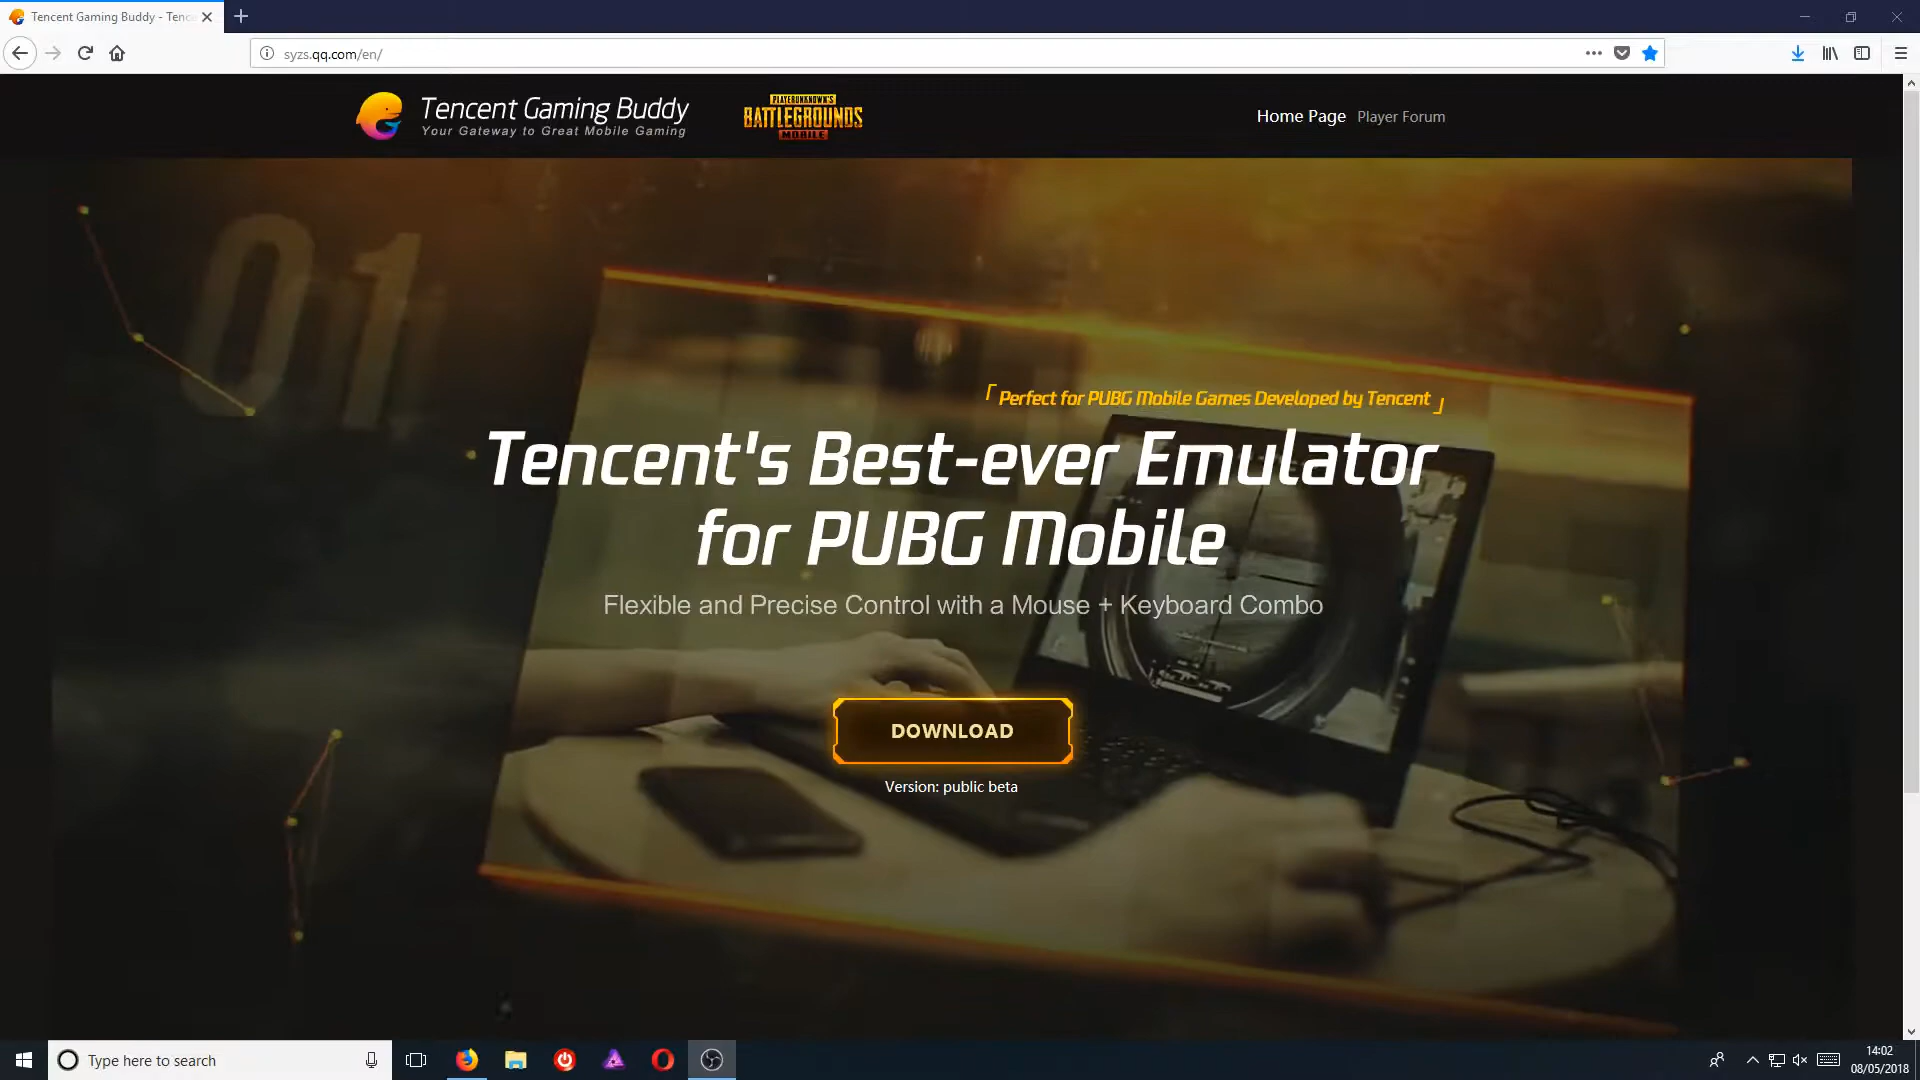 Tencent Gaming Buddy - Tence
syzs.qq.com/en/
Tencent Gaming Buddy
Your Gateway to Great Mobile Gaming
PLAYERUNKNOWN'S
BATTLEGROUNDS
MOBILE
Home Page
Player Forum
01
「Perfect for PUBG Mobile Games Developed by Tencent」
Tencent's Best-ever Emulator
for PUBG Mobile
Flexible and Precise Control with a Mouse + Keyboard Combo
DOWNLOAD
Version: public beta
Type here to search
14:02
08/05/2018